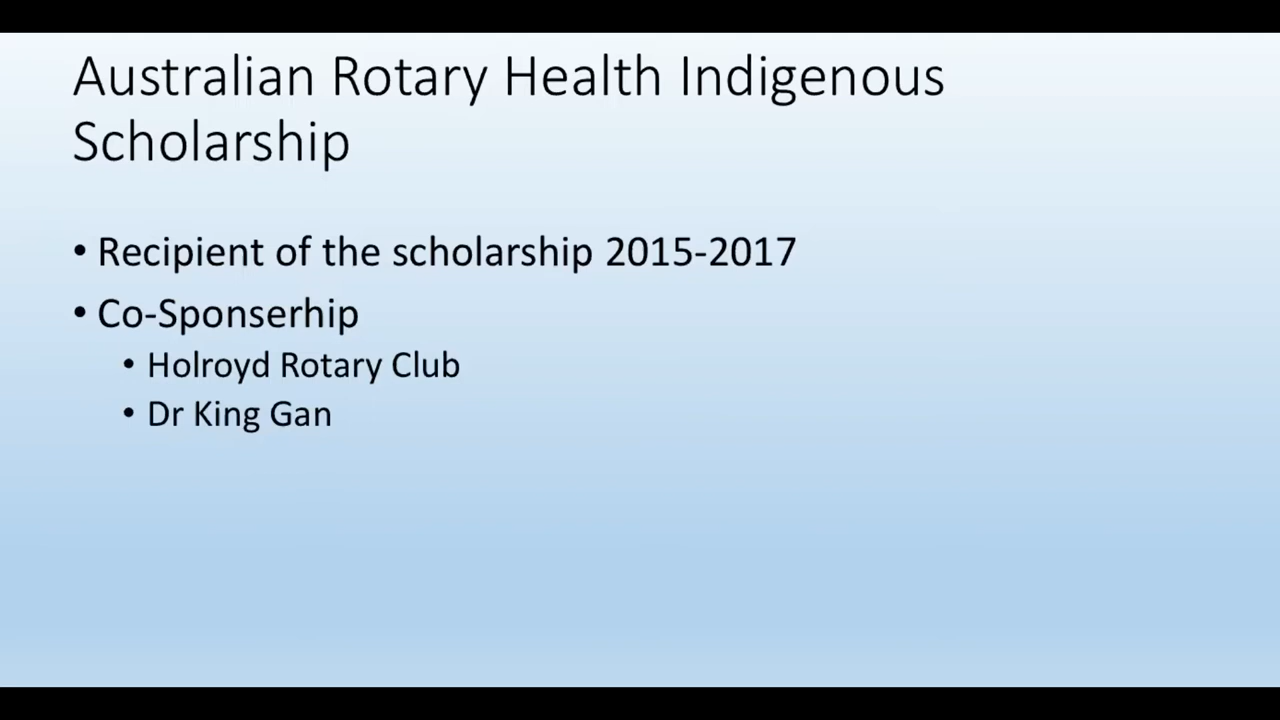 Australian Rotary Health Indigenous
Scholarship
• Recipient of the scholarship 2015-2017
• Co-Sponserhip
• Holroyd Rotary Club
• Dr King Gan